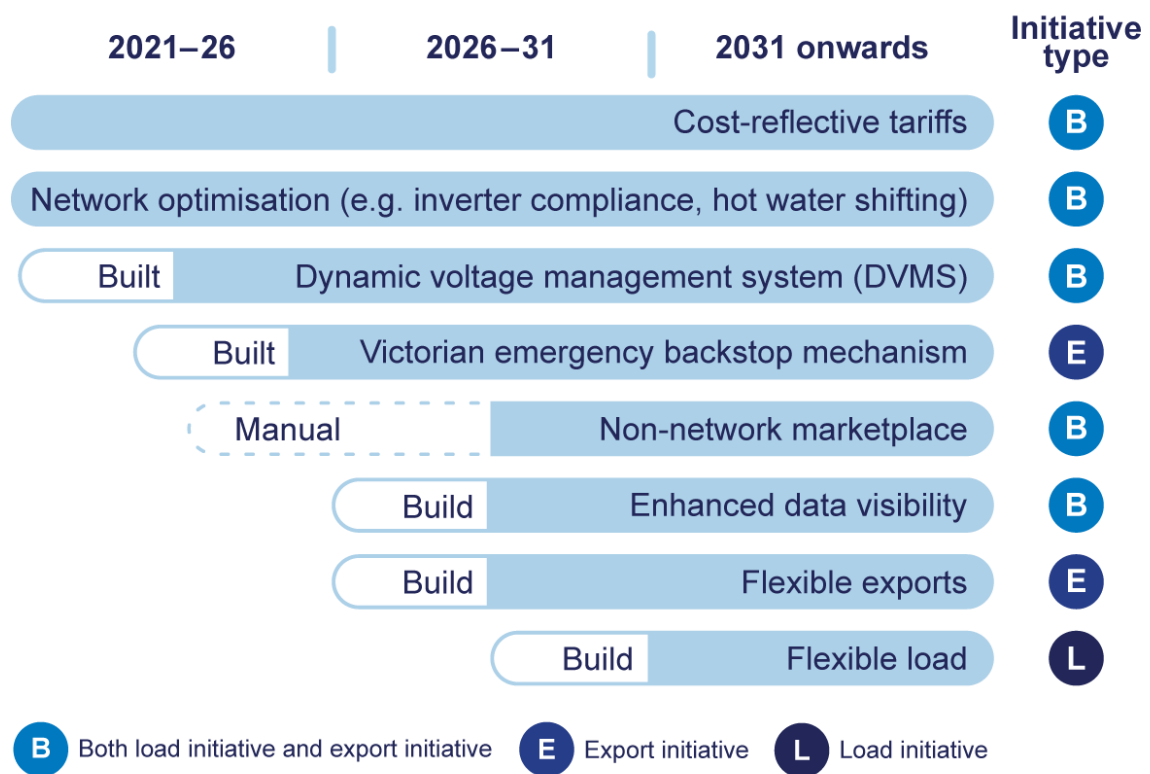 2021–26 2026–31 2031 onwards Initiative type
Cost-reflective tariffs B
Network optimisation (e.g. inverter compliance, hot water shifting) B
Built Dynamic voltage management system (DVMS) B
Built Victorian emergency backstop mechanism E
Manual Non-network marketplace B
Build Enhanced data visibility B
Build Flexible exports E
Build Flexible load L
B Both load initiative and export initiative E Export initiative L Load initiative